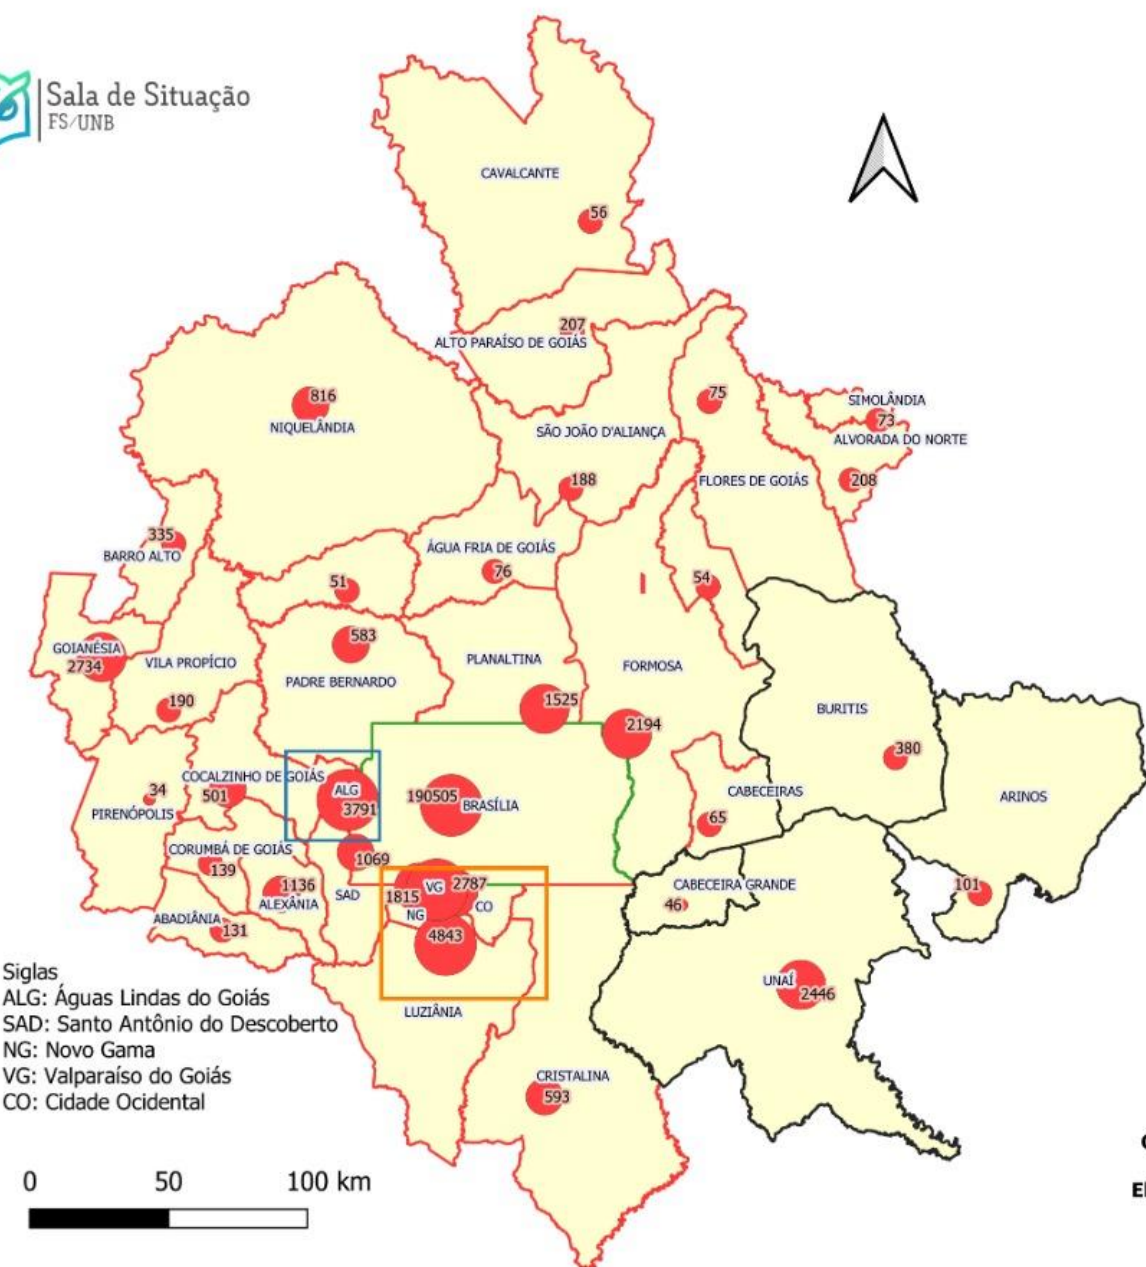 Sala de Situação
FS/UNB
CAVALCANTE
56
207
ALTO PARAÍSO DE GOIÁS
816
NIQUELÂNDIA
75
SIMOLÂNDIA
73
SÃO JOÃO D'ALIANÇA
ALVORADA DO NORTE
188
FLORES DE GOIÁS
208
335
BARRO ALTO
ÁGUA FRIA DE GOIÁS
76
51
54
GOIANÉSIA
2734
VILA PROPÍCIO
583
PLANALTINA
FORMOSA
PADRE BERNARDO
190
1525
2194
BURITIS
380
COCALZINHO DE GOIÁS
501
ALG
3791
190505
BRASÍLIA
CABECEIRAS
65
ARINOS
34
PIRENÓPOLIS
CORUMBÁ DE GOIÁS
139
1069
1136
ALEXÂNIA
SAD
VG
2787
1815
NG
CO
CABECEIRA GRANDE
46
101
ABADIÂNIA
131
4843
UNAÍ
2446
LUZIÂNIA
CRISTALINA
593
Siglas
ALG: Águas Lindas do Goiás
SAD: Santo Antônio do Descoberto
NG: Novo Gama
VG: Valparaíso do Goiás
CO: Cidade Ocidental
0 50 100 km